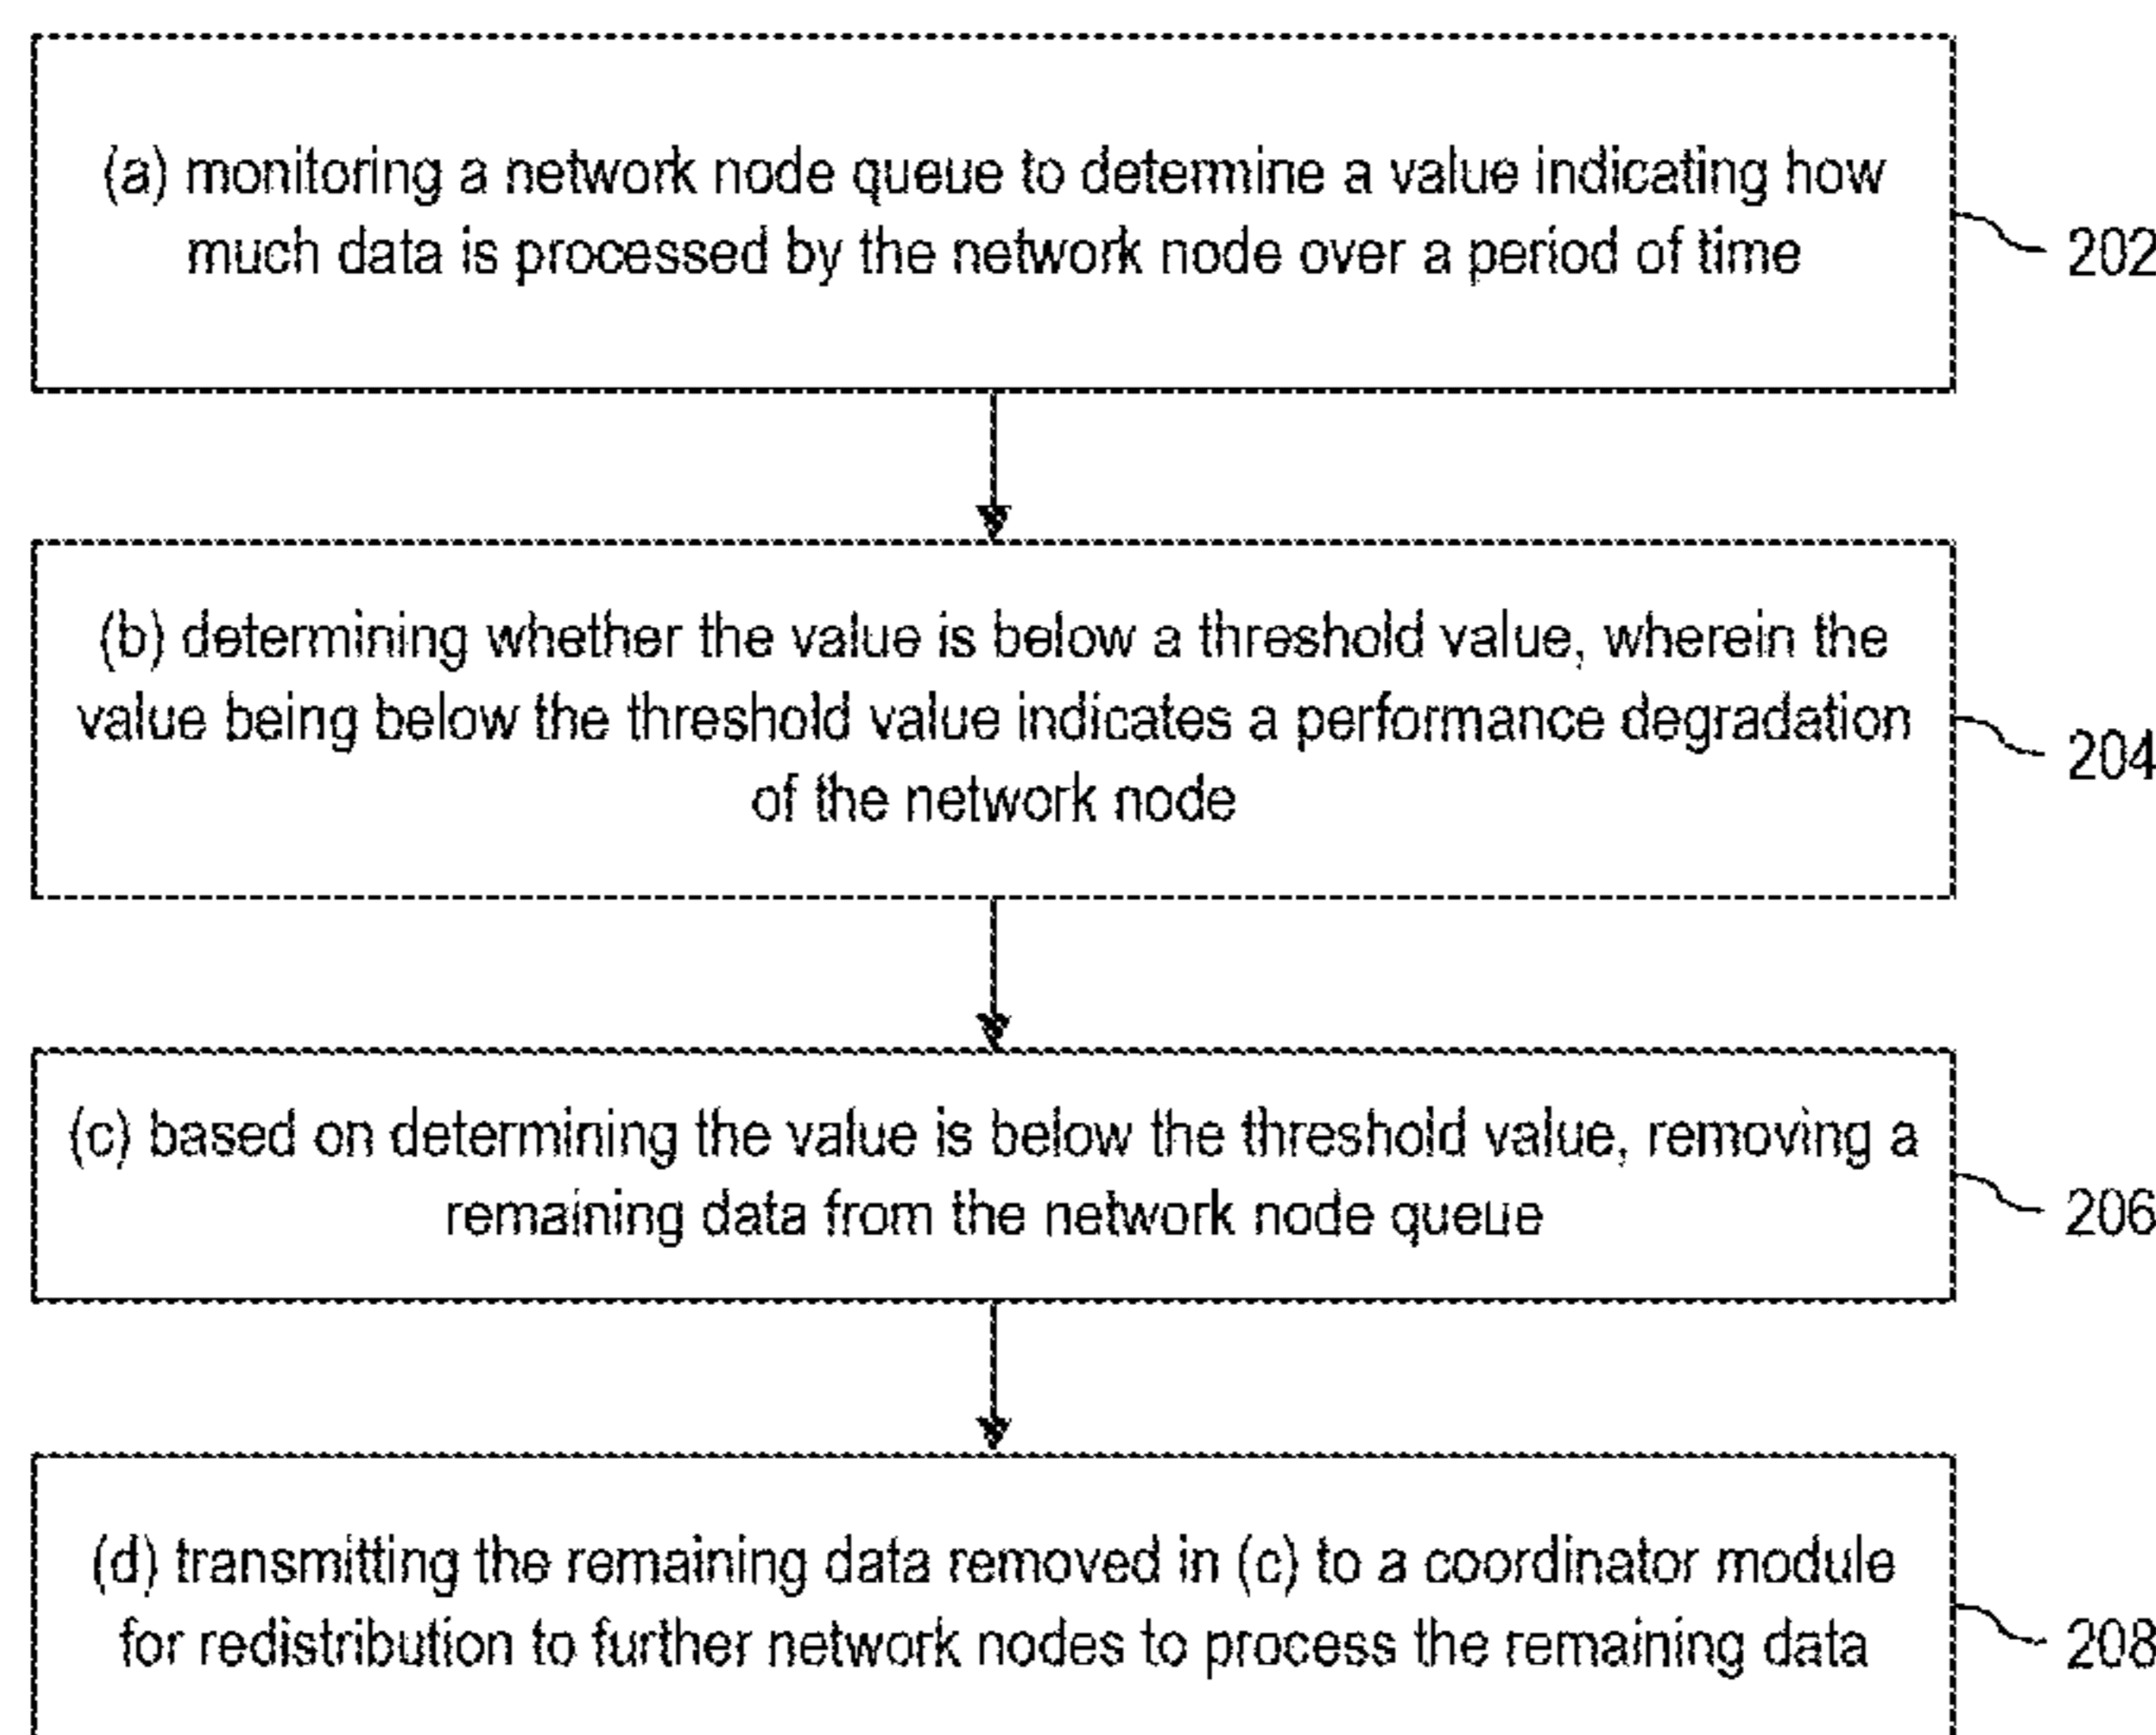 (a) monitoring a network node queue to determine a value indicating how
much data is processed by the network node over a period of time
202
(b) determining whether the value is below a threshold value, wherein the
value being below the threshold value indicates a performance degradation
of the network node
204
(c) based on determining the value is below the threshold value, removing a
remaining data from the network node queue
206
(d) transmitting the remaining data removed in (c) to a coordinator module
for redistribution to further network nodes to process the remaining data
208